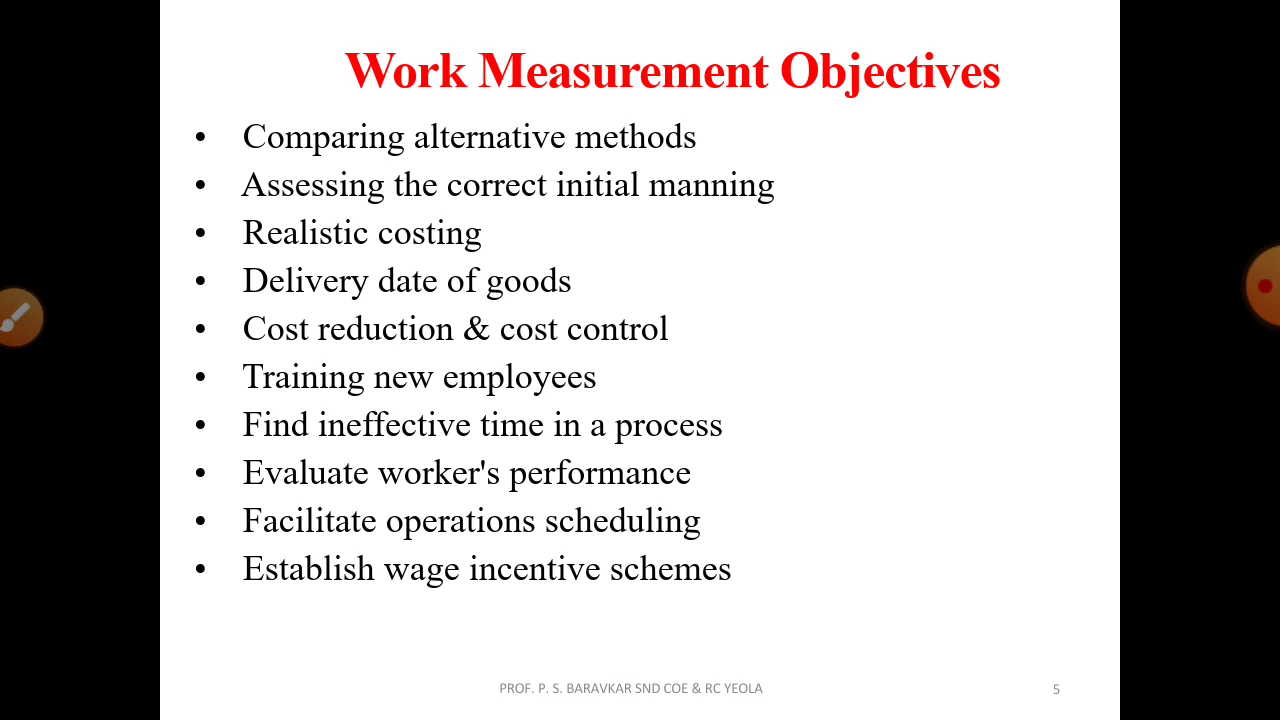 Work Measurement Objectives
• Comparing alternative methods
• Assessing the correct initial manning
• Realistic costing
• Delivery date of goods
• Cost reduction & cost control
• Training new employees
• Find ineffective time in a process
• Evaluate worker's performance
• Facilitate operations scheduling
• Establish wage incentive schemes
PROF. P. S. BARAVKAR SND COE & RC YEOLA
5